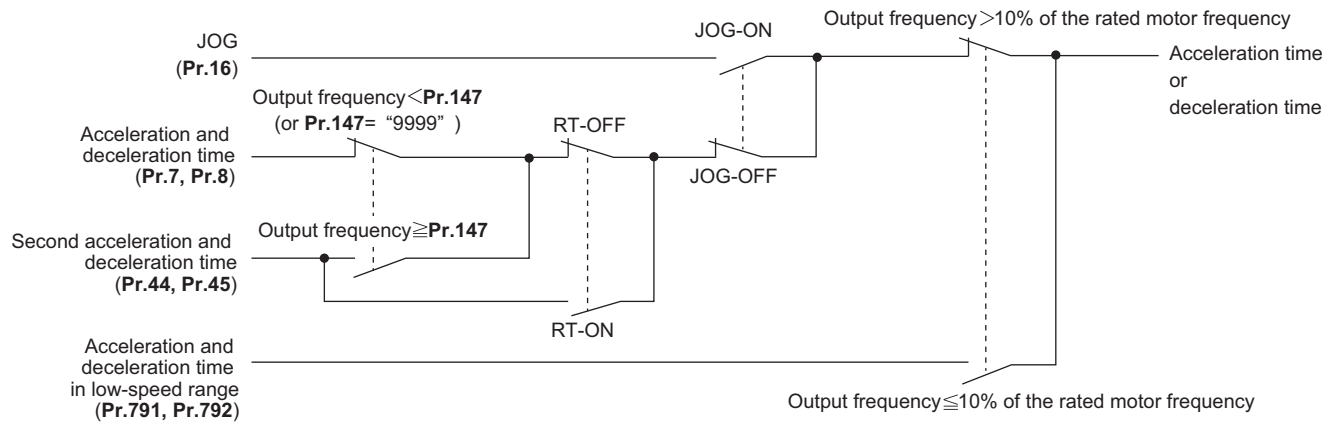 Output frequency＞10% of the rated motor frequency
JOG-ON
JOG
(Pr.16)
Acceleration time
or
deceleration time
Output frequency＜Pr.147
(or Pr.147= “9999” )
RT-OFF
Acceleration and
deceleration time
(Pr.7, Pr.8)
JOG-OFF
Output frequency≧Pr.147
Second acceleration and
deceleration time
(Pr.44, Pr.45)
RT-ON
Acceleration and
deceleration time
in low-speed range
(Pr.791, Pr.792)
Output frequency≦10% of the rated motor frequency